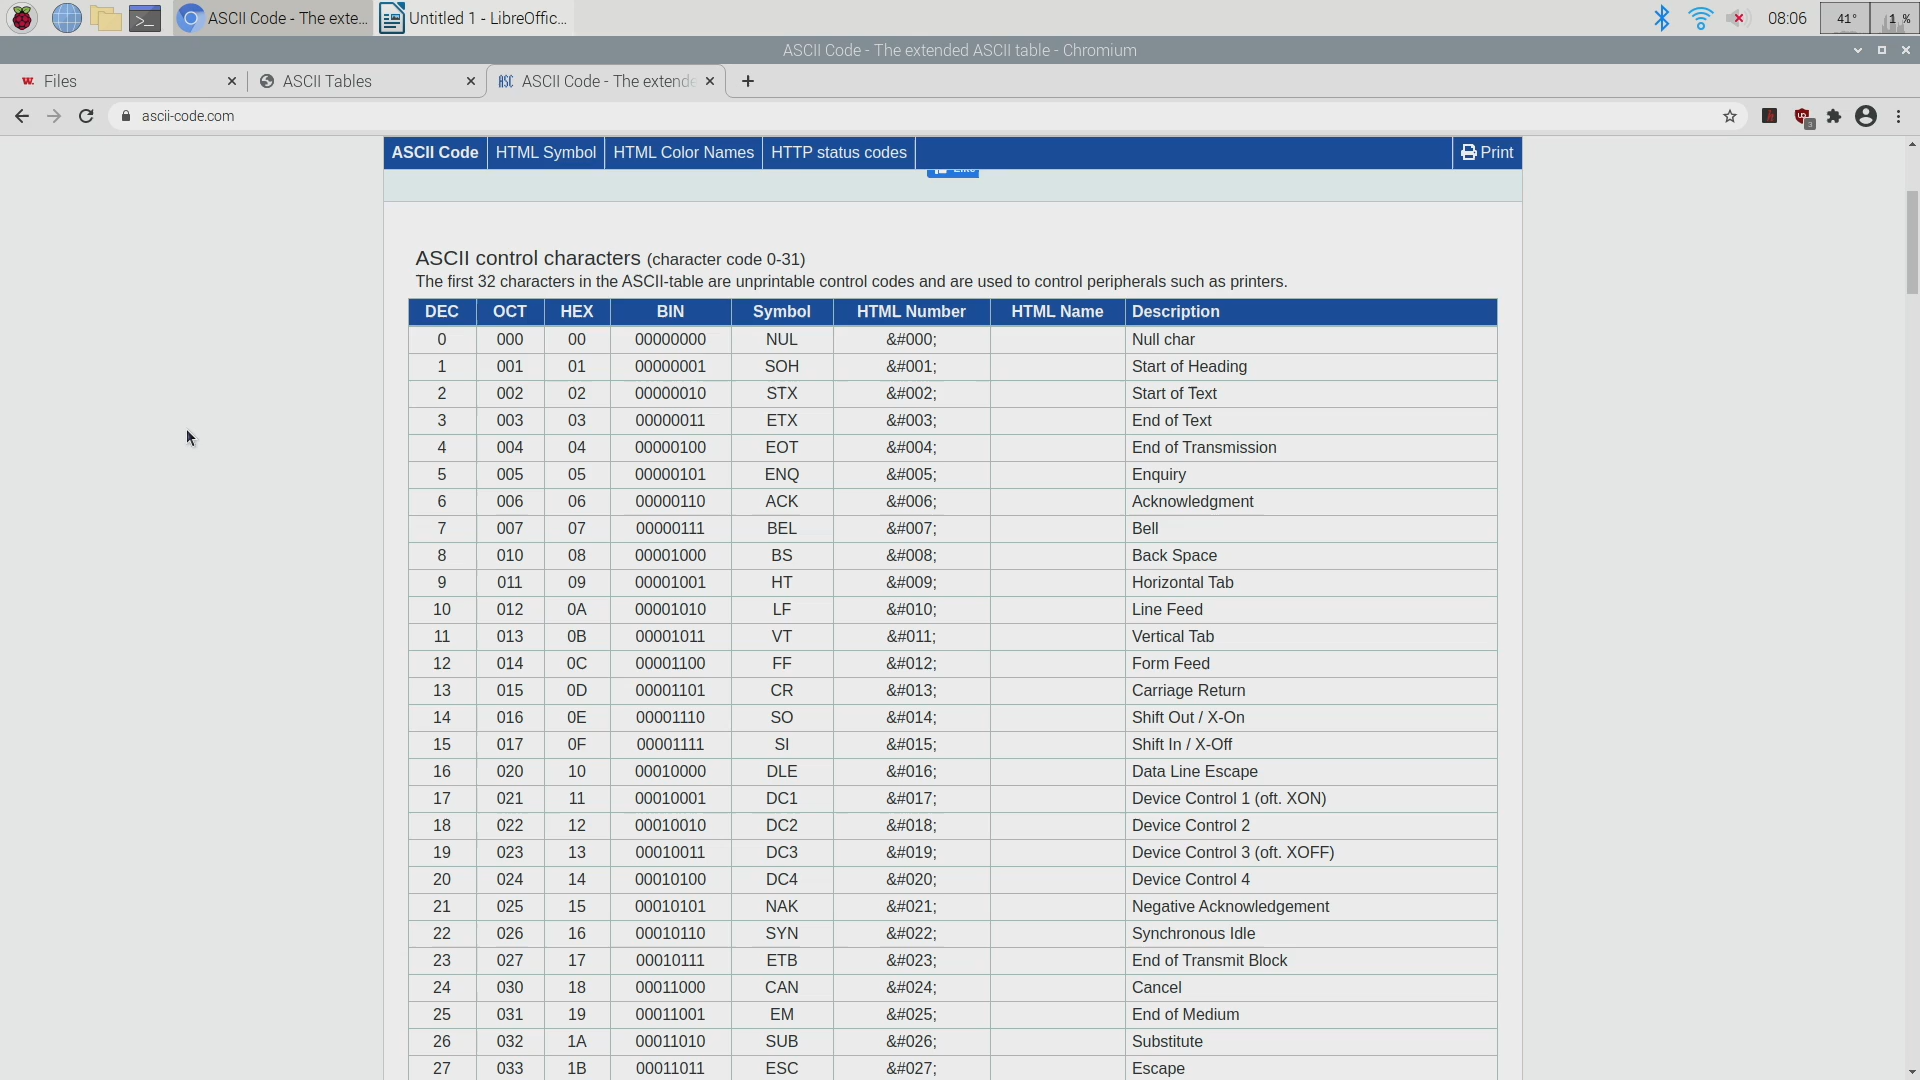 ASCII Code - The exte...
Untitled 1 - LibreOffic...
08:06
41°
1 %
ASCII Code - The extended ASCII table - Chromium
w. Files
ASCII Tables
ASC ASCII Code - The extende
ascii-code.com
3
ASCII Code HTML Symbol HTML Color Names HTTP status codes Print
ASCII control characters (character code 0-31)
The first 32 characters in the ASCII-table are unprintable control codes and are used to control peripherals such as printers.
DEC OCT HEX BIN Symbol HTML Number HTML Name Description
0 000 00 00000000 NUL &#000; Null char
1 001 01 00000001 SOH &#001; Start of Heading
2 002 02 00000010 STX &#002; Start of Text
3 003 03 00000011 ETX &#003; End of Text
4 004 04 00000100 EOT &#004; End of Transmission
5 005 05 00000101 ENQ &#005; Enquiry
6 006 06 00000110 ACK &#006; Acknowledgment
7 007 07 00000111 BEL &#007; Bell
8 010 08 00001000 BS &#008; Back Space
9 011 09 00001001 HT &#009; Horizontal Tab
10 012 0A 00001010 LF &#010; Line Feed
11 013 0B 00001011 VT &#011; Vertical Tab
12 014 0C 00001100 FF &#012; Form Feed
13 015 0D 00001101 CR &#013; Carriage Return
14 016 0E 00001110 SO &#014; Shift Out / X-On
15 017 0F 00001111 SI &#015; Shift In / X-Off
16 020 10 00010000 DLE &#016; Data Line Escape
17 021 11 00010001 DC1 &#017; Device Control 1 (oft. XON)
18 022 12 00010010 DC2 &#018; Device Control 2
19 023 13 00010011 DC3 &#019; Device Control 3 (oft. XOFF)
20 024 14 00010100 DC4 &#020; Device Control 4
21 025 15 00010101 NAK &#021; Negative Acknowledgement
22 026 16 00010110 SYN &#022; Synchronous Idle
23 027 17 00010111 ETB &#023; End of Transmit Block
24 030 18 00011000 CAN &#024; Cancel
25 031 19 00011001 EM &#025; End of Medium
26 032 1A 00011010 SUB &#026; Substitute
27 033 1B 00011011 ESC &#027; Escape